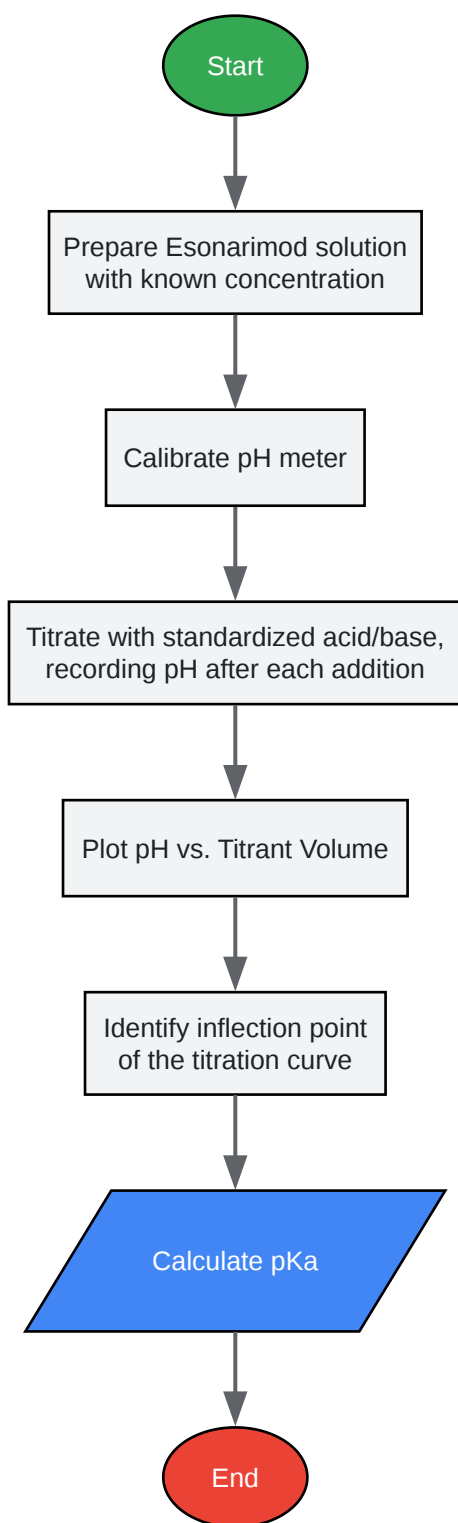 Start
Prepare Esonarimod solution
with known concentration
Calibrate pH meter
Titrate with standardized acid/base,
recording pH after each addition
Plot pH vs. Titrant Volume
Identify inflection point
of the titration curve
Calculate pKa
End